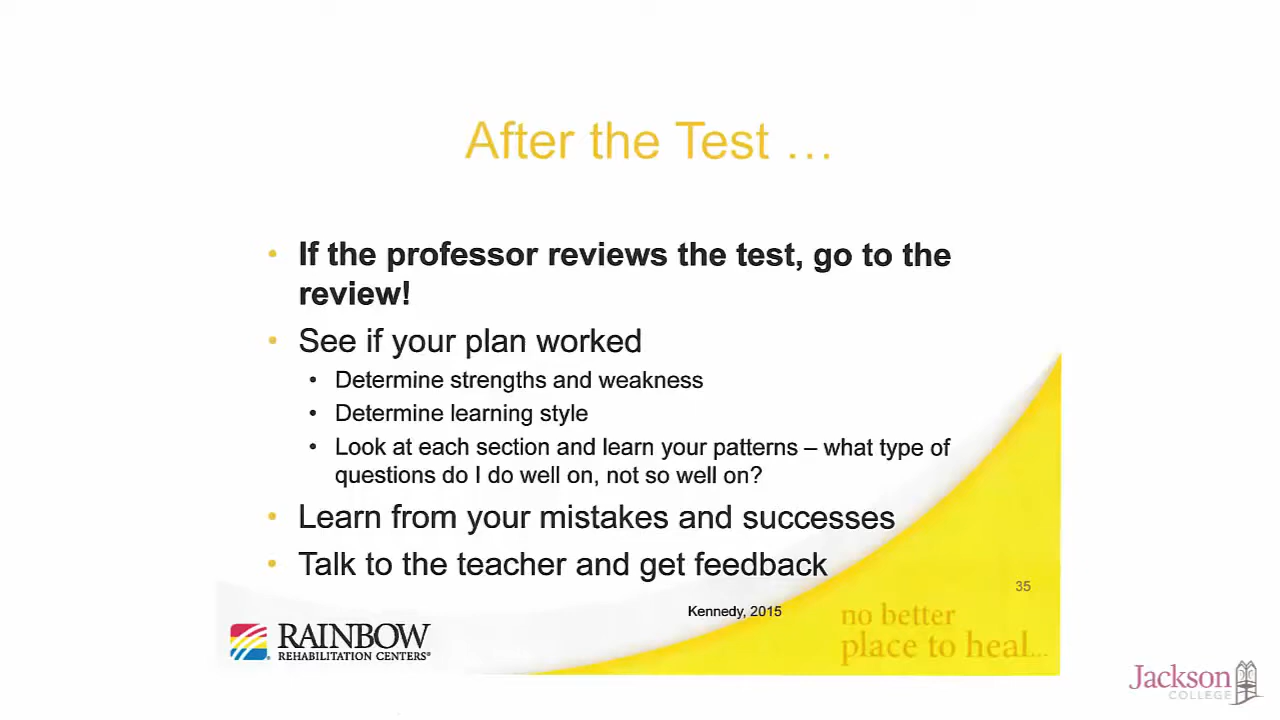 After the Test …
• If the professor reviews the test, go to the
review!
• See if your plan worked
• Determine strengths and weakness
• Determine learning style
• Look at each section and learn your patterns – what type of
questions do I do well on, not so well on?
• Learn from your mistakes and successes
• Talk to the teacher and get feedback
35
Kennedy, 2015
RAINBOW
REHABILITATION CENTERS®
no better
place to heal...
Jackson
COLLEGE